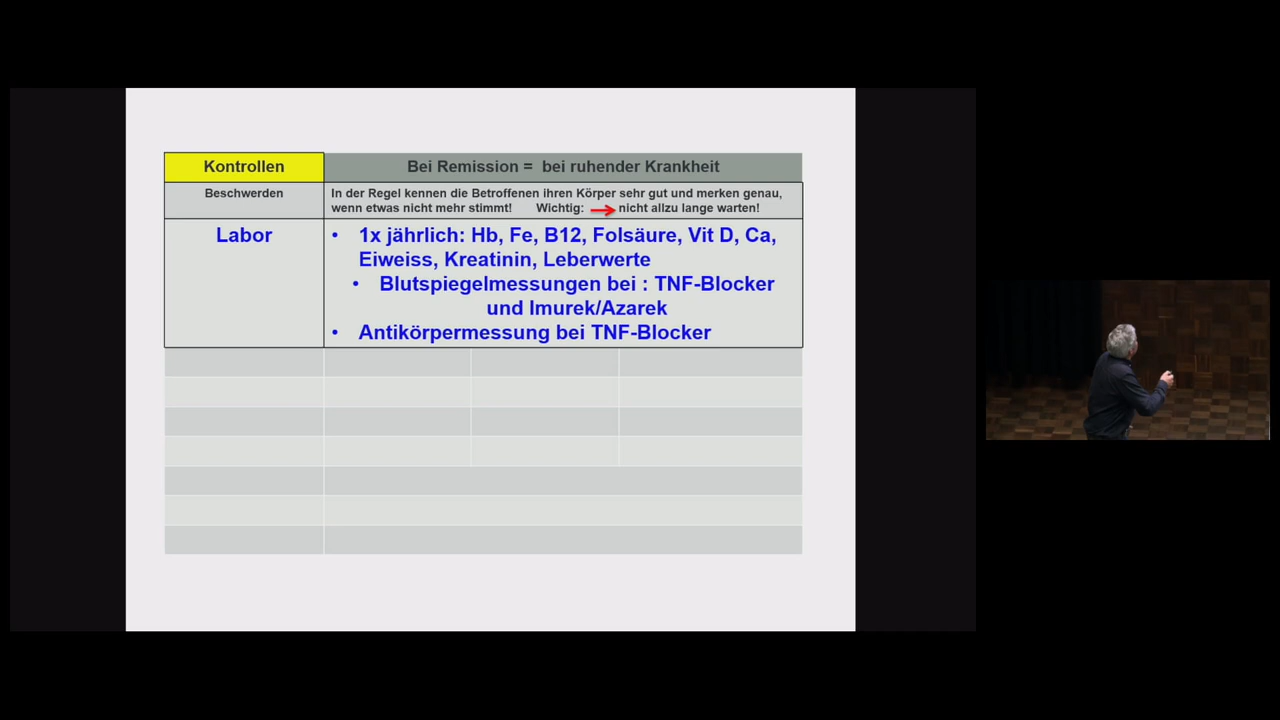 Kontrollen
Bei Remission = bei ruhender Krankheit
Beschwerden
In der Regel kennen die Betroffenen ihren Körper sehr gut und merken genau,
wenn etwas nicht mehr stimmt! Wichtig: nicht allzu lange warten!
Labor
• 1x jährlich: Hb, Fe, B12, Folsäure, Vit D, Ca,
Eiweiss, Kreatinin, Leberwerte
• Blutspiegelmessungen bei : TNF-Blocker
und Imurek/Azarek
• Antikörpermessung bei TNF-Blocker